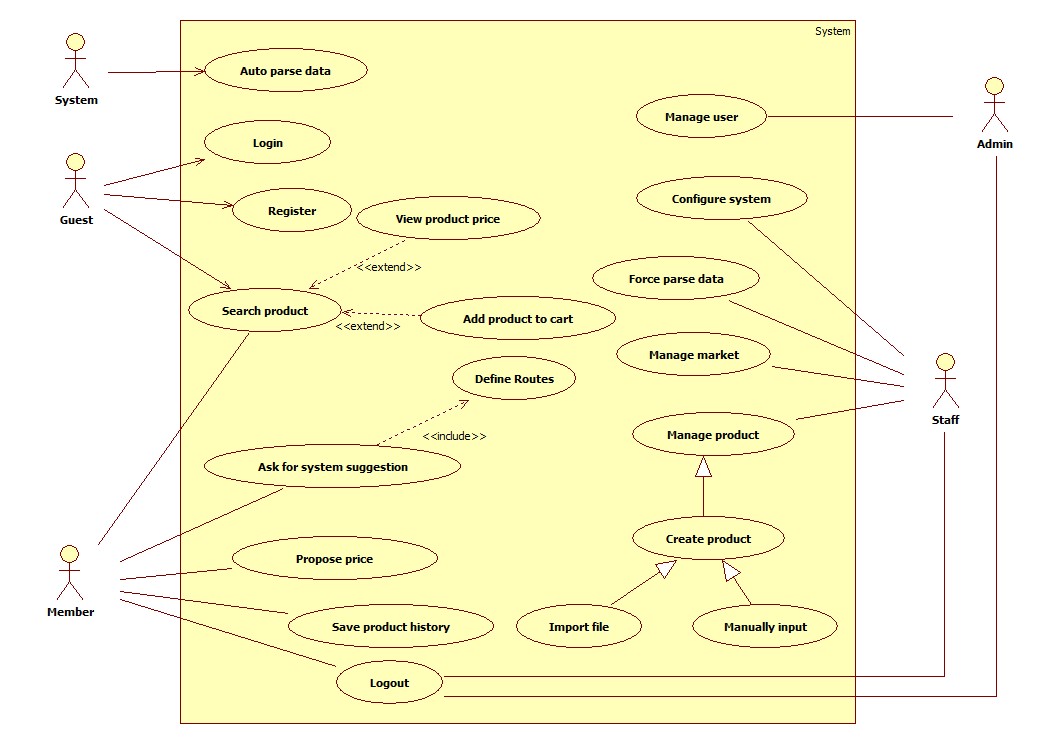 System
System
Auto parse data
Admin
Manage user
Login
Guest
Register
View product price
Configure system
<<extend>>
Force parse data
Search product
Add product to cart
<<extend>>
Manage market
Define Routes
Staff
<<include>>
Manage product
Ask for system suggestion
Create product
Propose price
Member
Save product history
Import file
Manually input
Logout